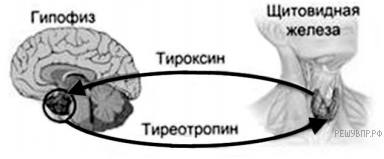 Гипофиз
Щитовидная
железа
Тироксин
Тиреотропин
РЕШУВПР.РФ